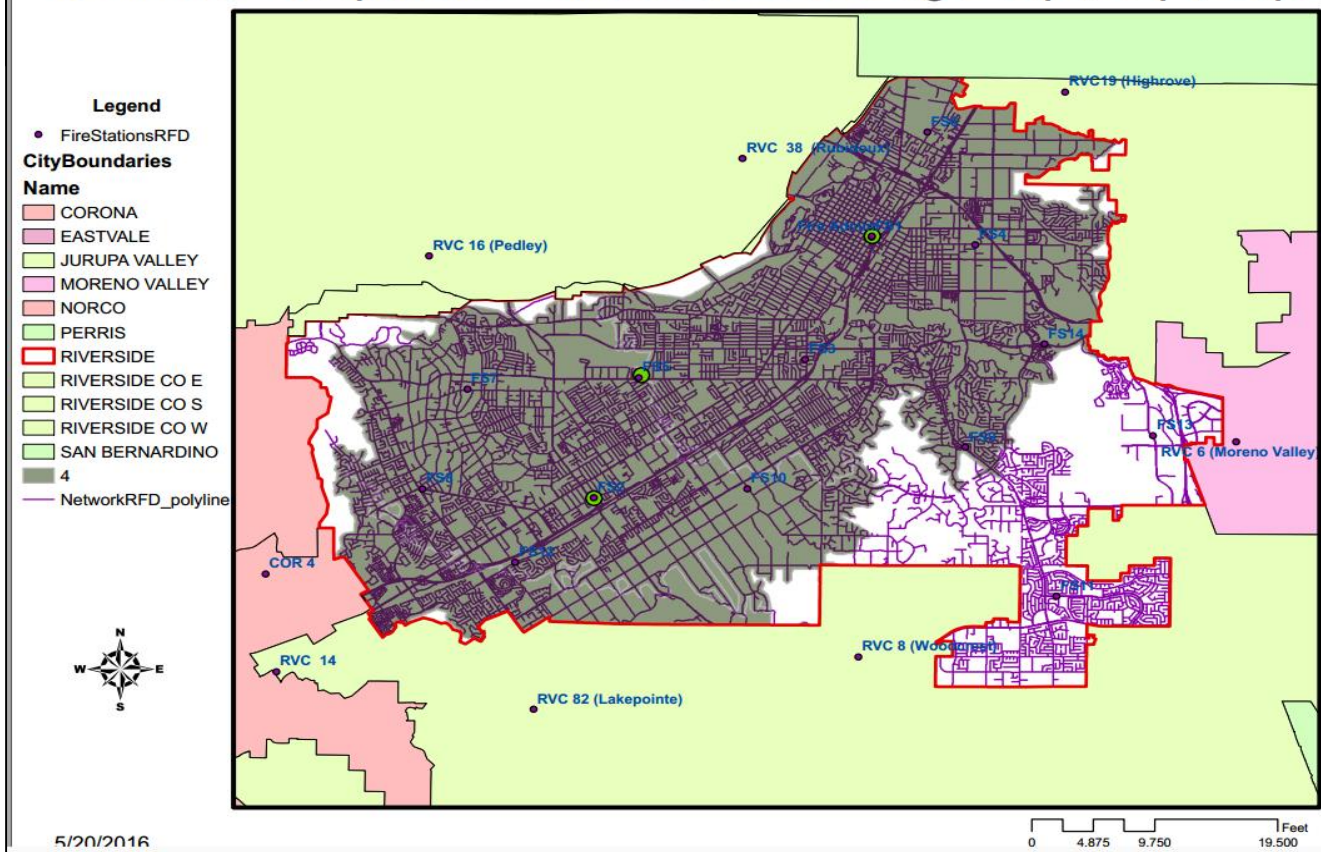 Legend
FireStationsRFD
CityBoundaries
Name
CORONA
EASTVALE
JURUPA VALLEY
MORENO VALLEY
NORCO
PERRIS
RIVERSIDE
RIVERSIDE CO E
RIVERSIDE CO S
RIVERSIDE CO W
SAN BERNARDINO
4
NetworkRFD_polyline
N
W
E
S
5/20/2016
RVC19 (Highrove)
RVC 38 (Rubidoux)
RVC 16 (Pedley)
FS4
FS14
FS3
FS7
FS13
RVC 6 (Moreno Valley)
FS8
FS10
COR 4
FS11
RVC 8 (Woodcrest)
RVC 14
RVC 82 (Lakepointe)
Feet
0 4.875 9.750 19.500